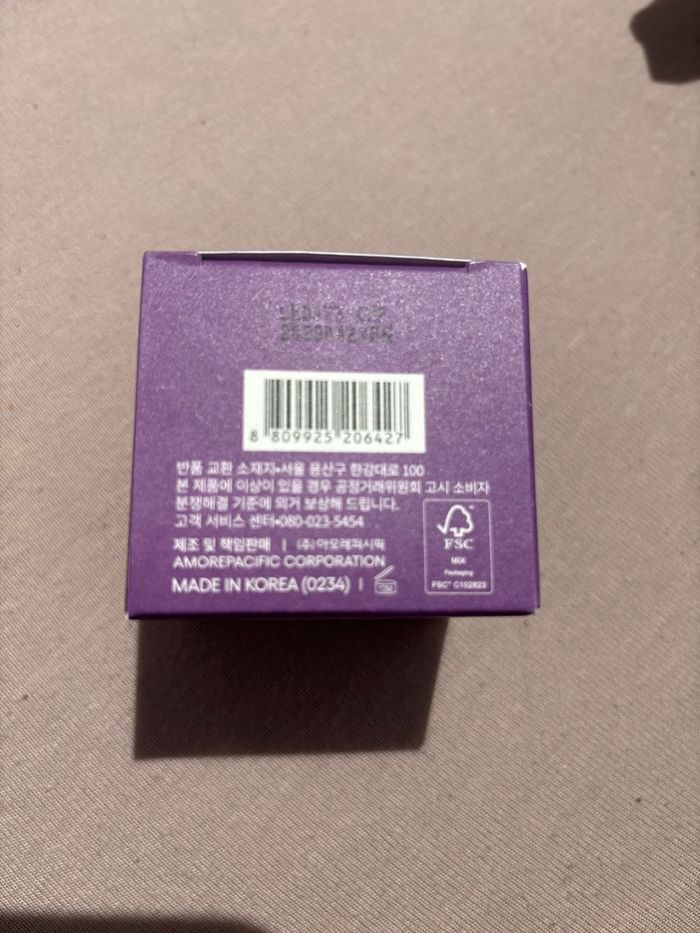 8 809925 206427
반품 교환 소재지•서울 용산구 한강대로 100
본 제품에 이상이 있을 경우 공정거래위원회 고시 소비자
분쟁해결 기준에 의거 보상해 드립니다.
고객 서비스 센터•080-023-5454
제조 및 책임판매 | (주)아모레퍼시픽
AMOREPACIFIC CORPORATION
MADE IN KOREA (0234) |
FSC
MIX
Packaging
FSC™ C102823